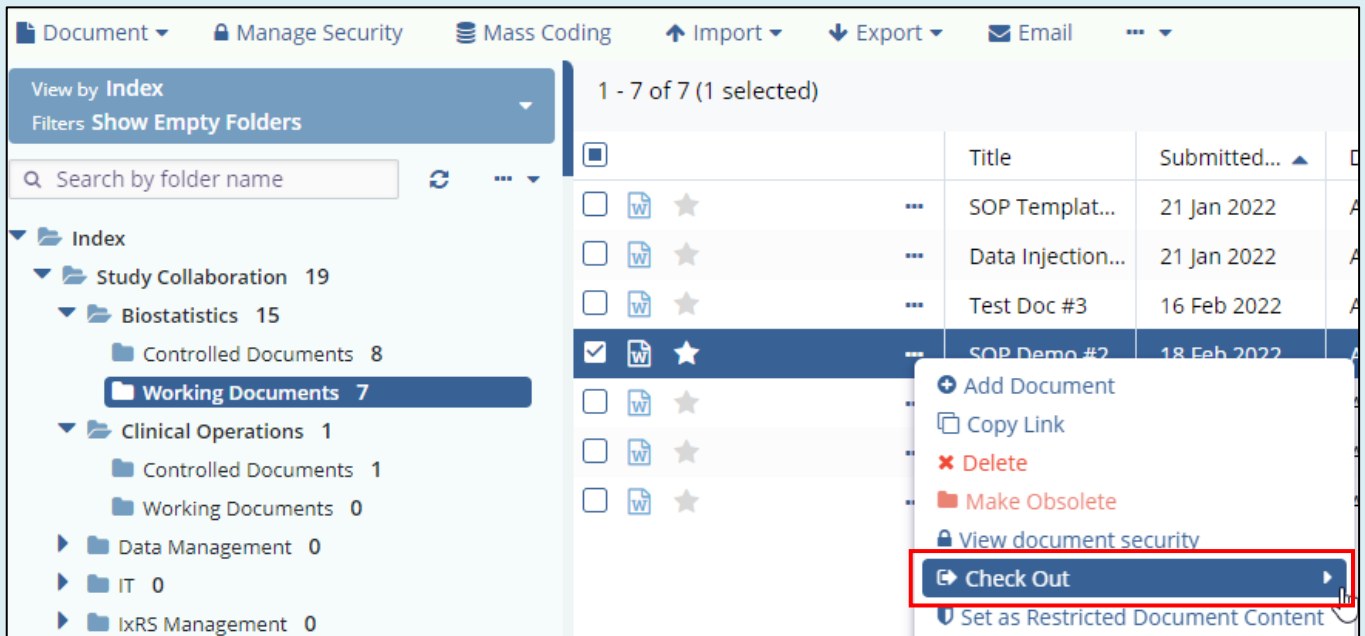 Document Manage Security Mass Coding Import Export Email ...
View by Index
Filters Show Empty Folders
1 - 7 of 7 (1 selected)
Search by folder name ...
Title Submitted...
Index
Study Collaboration 19
Biostatistics 15
Controlled Documents 8
Working Documents 7
Clinical Operations 1
Controlled Documents 1
Working Documents 0
Data Management 0
IT 0
IxRS Management 0
W ... SOP Templat... 21 Jan 2022
W ... Data Injection... 21 Jan 2022
W ... Test Doc #3 16 Feb 2022
W ... SOP Demo #2 18 Feb 2022
W
W
W
Add Document
Copy Link
Delete
Make Obsolete
View document security
Check Out
Set as Restricted Document Content